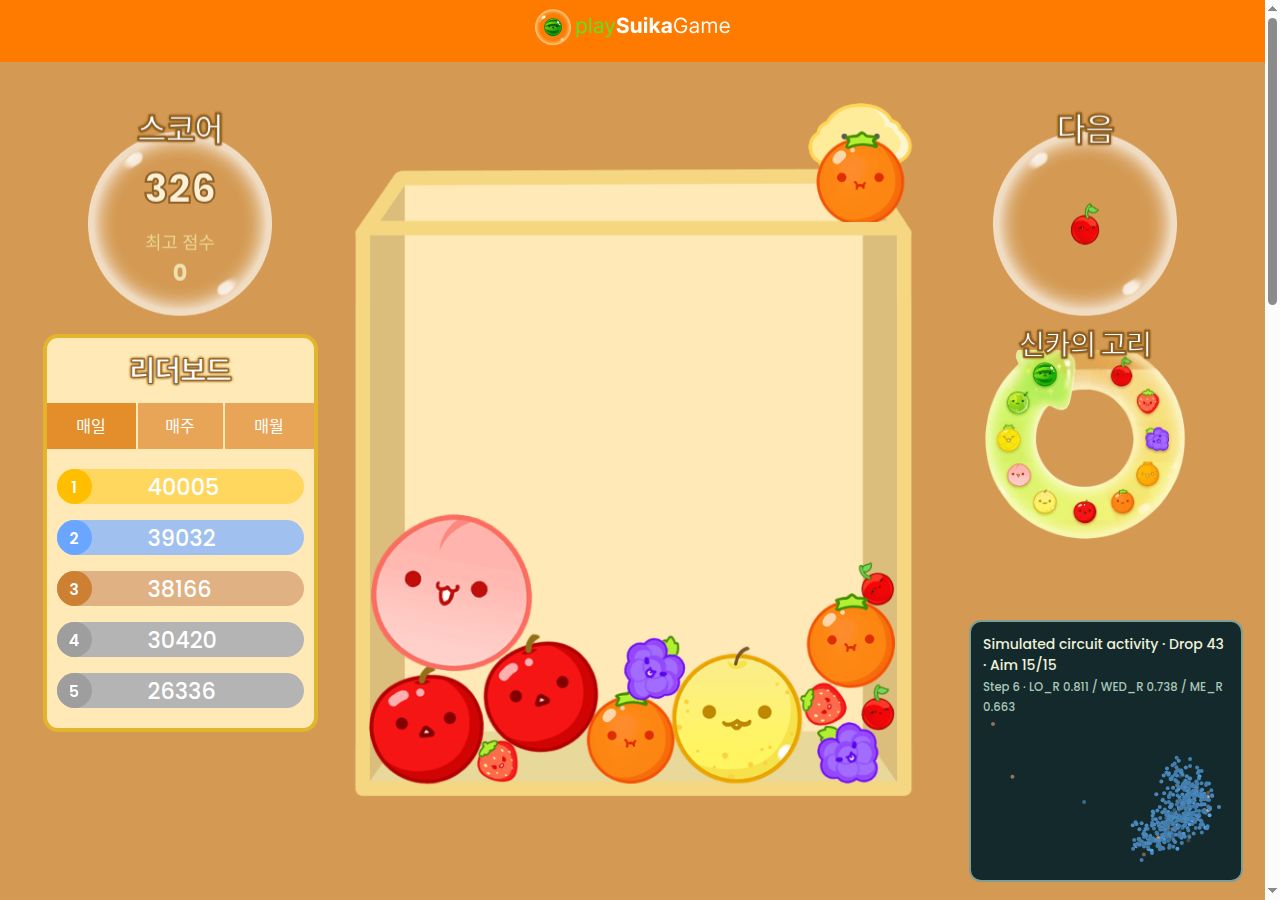 playSuikaGame
스코어
326
최고 점수
0
다음
신카의 고리
리더보드
매일 매주 매월
1 40005
2 39032
3 38166
4 30420
5 26336
Simulated circuit activity · Drop 43
· Aim 15/15
Step 6 · LO_R 0.811 / WED_R 0.738 / ME_R
0.663